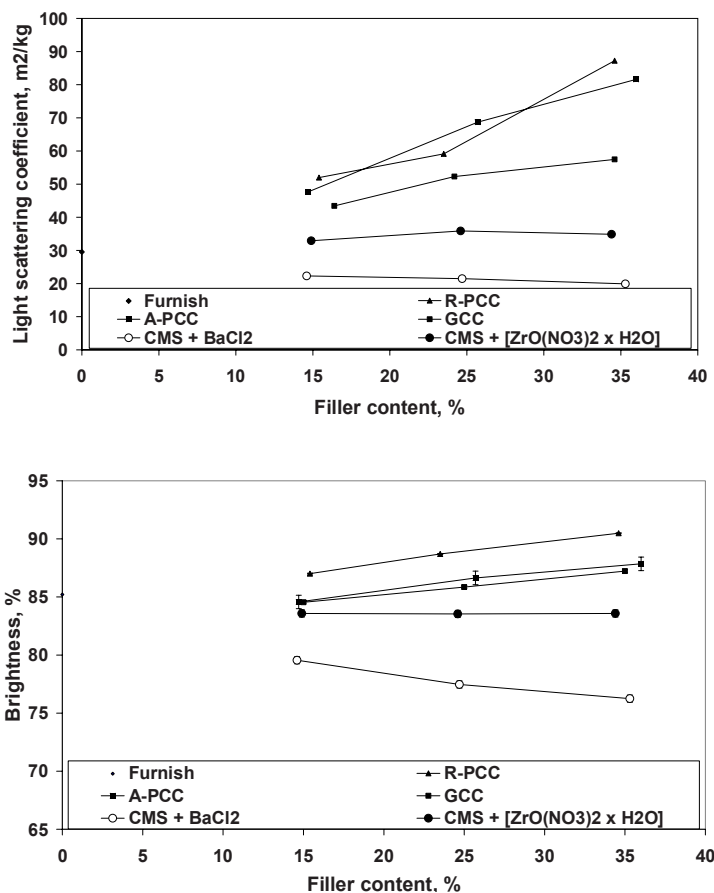 Light scattering coefficient, m2/kg
100
90
80
70
60
50
40
30
20
10
0
Furnish R-PCC
A-PCC GCC
CMS + BaCl2 CMS + [ZrO(NO3)2 x H2O]
0 5 10 15 20 25 30 35 40
Filler content, %
Brightness, %
95
90
85
80
75
70
65
Furnish R-PCC
A-PCC GCC
CMS + BaCl2 CMS + [ZrO(NO3)2 x H2O]
0 5 10 15 20 25 30 35 40
Filler content, %